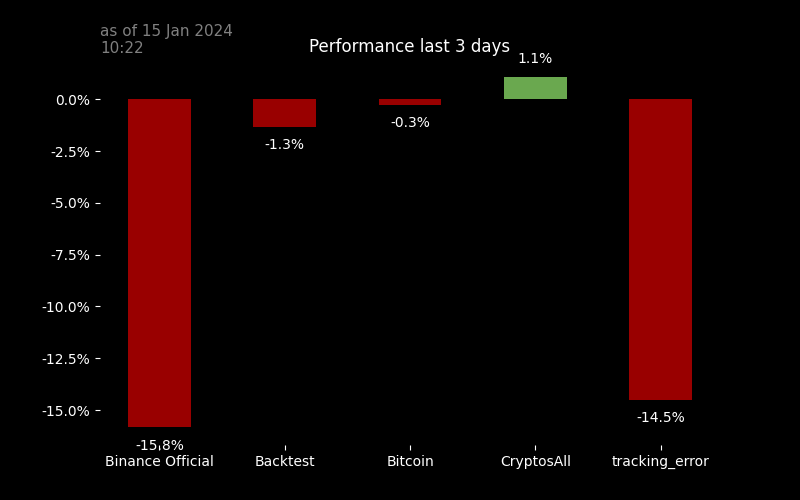 as of 15 Jan 2024
10:22
Performance last 3 days
1.1%
0.0%
-0.3%
-1.3%
-2.5%
-5.0%
-7.5%
-10.0%
-12.5%
-15.0%
-14.5%
-15.8%
Binance Official
Backtest
Bitcoin
CryptosAll
tracking_error